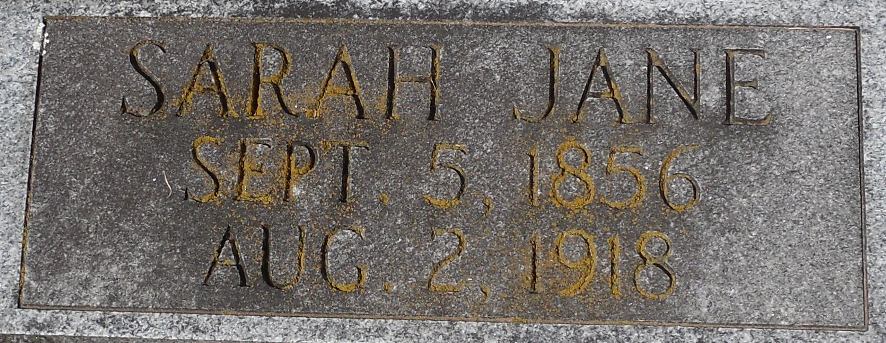 SARAH JANE
SEPT. 5, 1856
AUG. 2, 1918